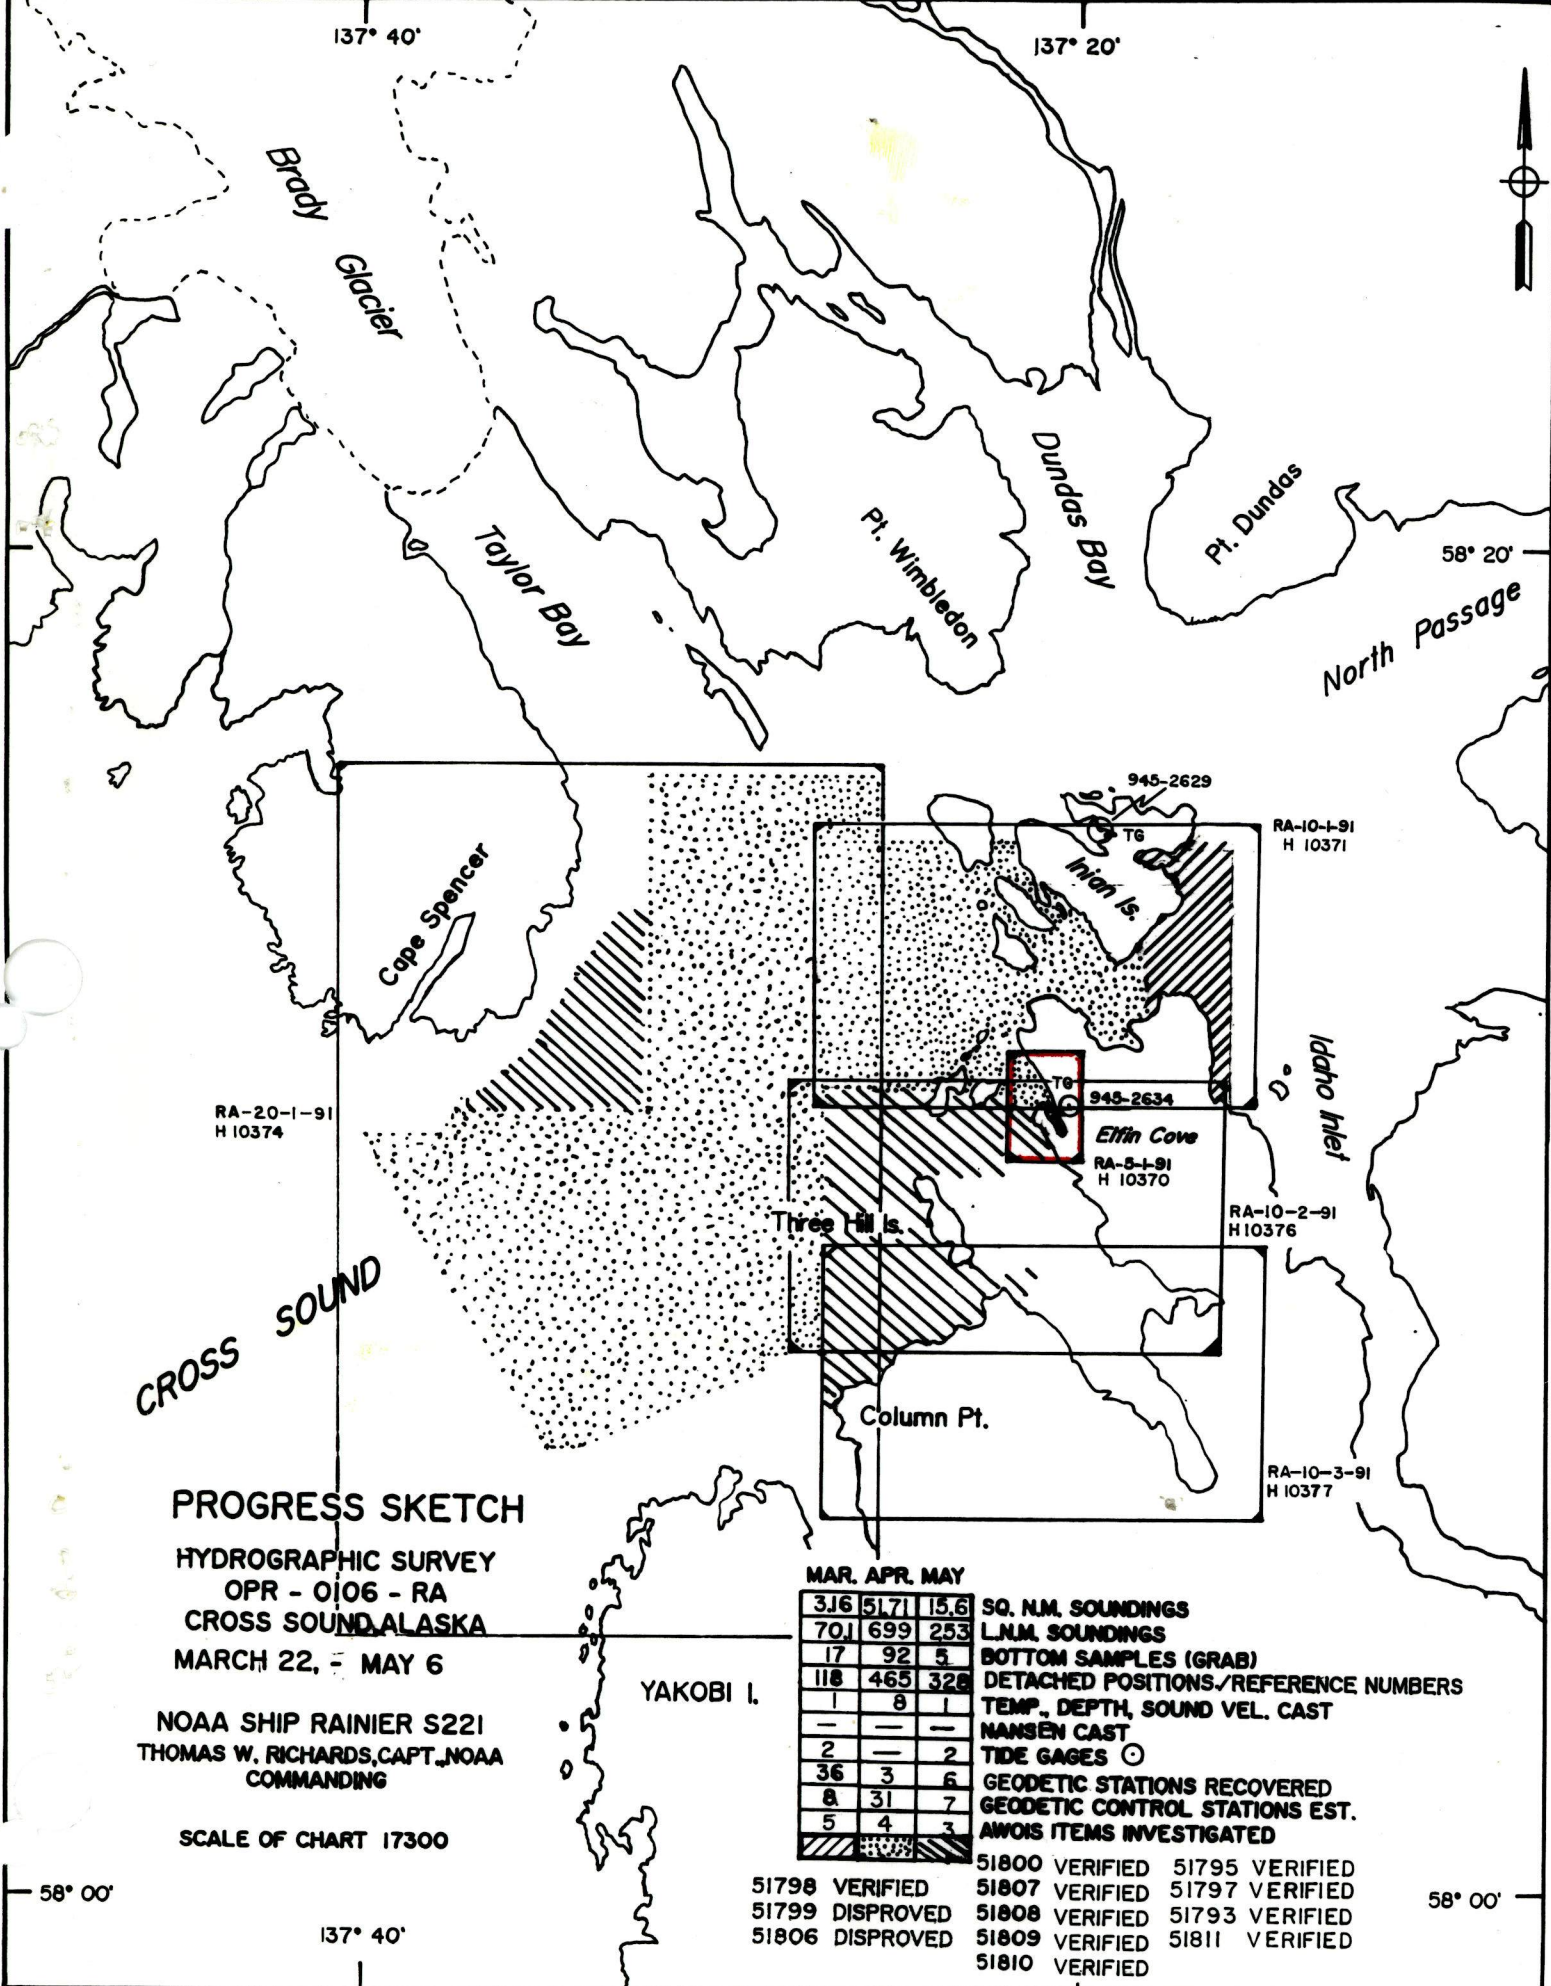 137° 40'
137° 20'
Brady
Glacier
Taylor Bay
Pt. Wimbledon
Dundas Bay
Pt. Dundas
58° 20'
North Passage
945-2629
TG
RA-10-1-91
H 10371
Inian Is.
Cape Spencer
Idaho Inlet
RA-20-1-91
H 10374
TG
945-2634
Elfin Cove
RA-5-1-91
H 10370
Three Hill Is.
RA-10-2-91
H 10376
CROSS SOUND
Column Pt.
RA-10-3-91
H 10377
PROGRESS SKETCH
HYDROGRAPHIC SURVEY
OPR - 0106 - RA
CROSS SOUND, ALASKA
MARCH 22, - MAY 6
NOAA SHIP RAINIER S221
THOMAS W. RICHARDS, CAPT., NOAA
COMMANDING
SCALE OF CHART 17300
YAKOBI I.
MAR. APR. MAY
3.16 51.71 15.6 SQ. N.M. SOUNDINGS
70.1 699 253 L.N.M. SOUNDINGS
17 92 5 BOTTOM SAMPLES (GRAB)
118 465 328 DETACHED POSITIONS/REFERENCE NUMBERS
1 8 1 TEMP., DEPTH, SOUND VEL. CAST
— — — NANSEN CAST
2 — 2 TIDE GAGES ⊙
36 3 6 GEODETIC STATIONS RECOVERED
8 31 7 GEODETIC CONTROL STATIONS EST.
5 4 3 AWOIS ITEMS INVESTIGATED
51800 VERIFIED 51795 VERIFIED
51798 VERIFIED 51807 VERIFIED 51797 VERIFIED
51799 DISPROVED 51808 VERIFIED 51793 VERIFIED
51806 DISPROVED 51809 VERIFIED 51811 VERIFIED
51810 VERIFIED
58° 00'
58° 00'
137° 40'